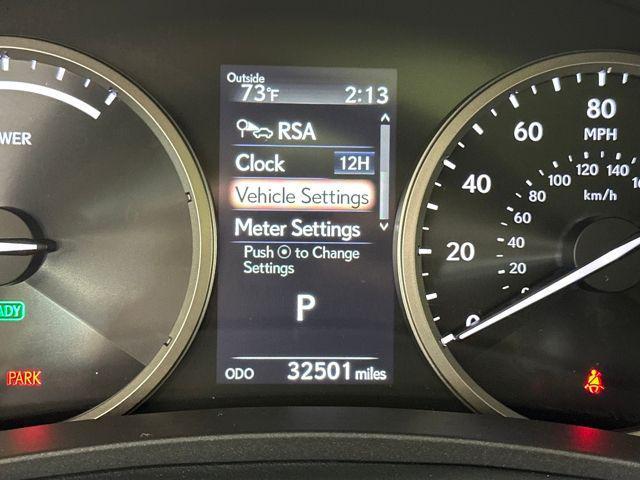 Outside
73°F 2:13
RSA
Clock 12H
Vehicle Settings
Meter Settings
Push ⦿ to Change
Settings
P
ODO 32501 miles
PARK
0
20
40
60
80
MPH
20
40
60
80
100
120
140
km/h